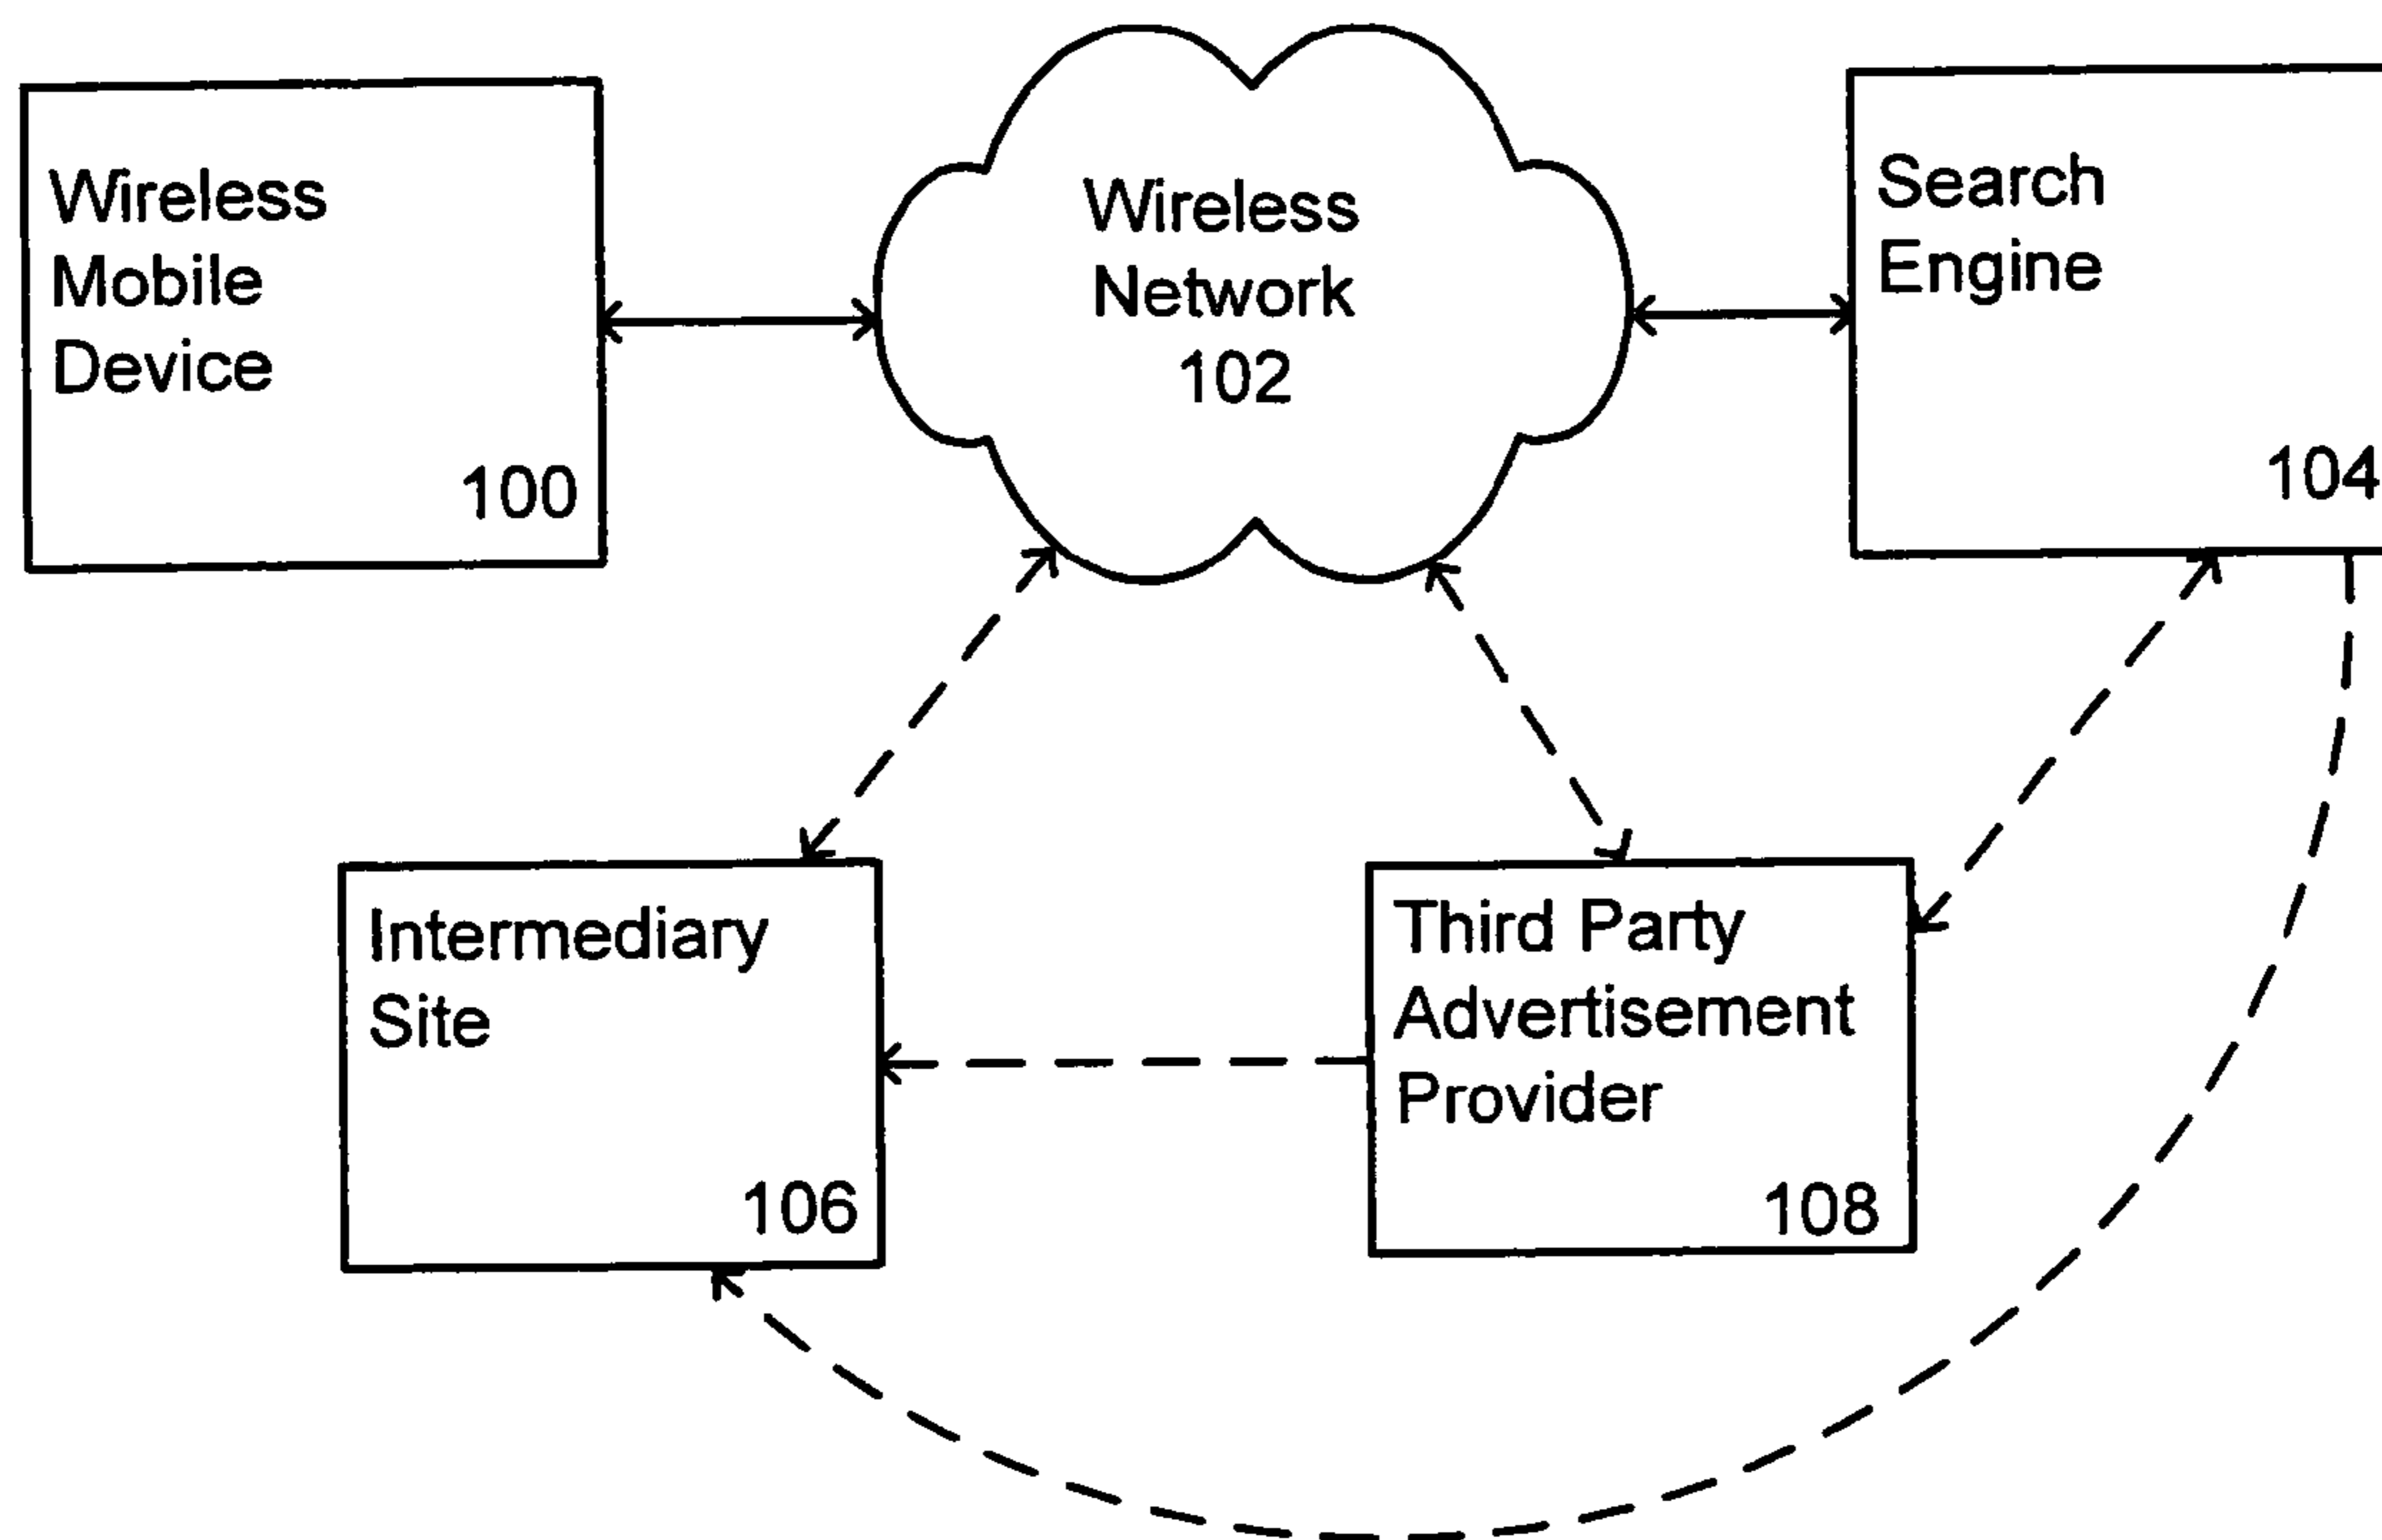 Wireless
Mobile
Device
100
Wireless
Network
102
Search
Engine
104
Intermediary
Site
106
Third Party
Advertisement
Provider
108